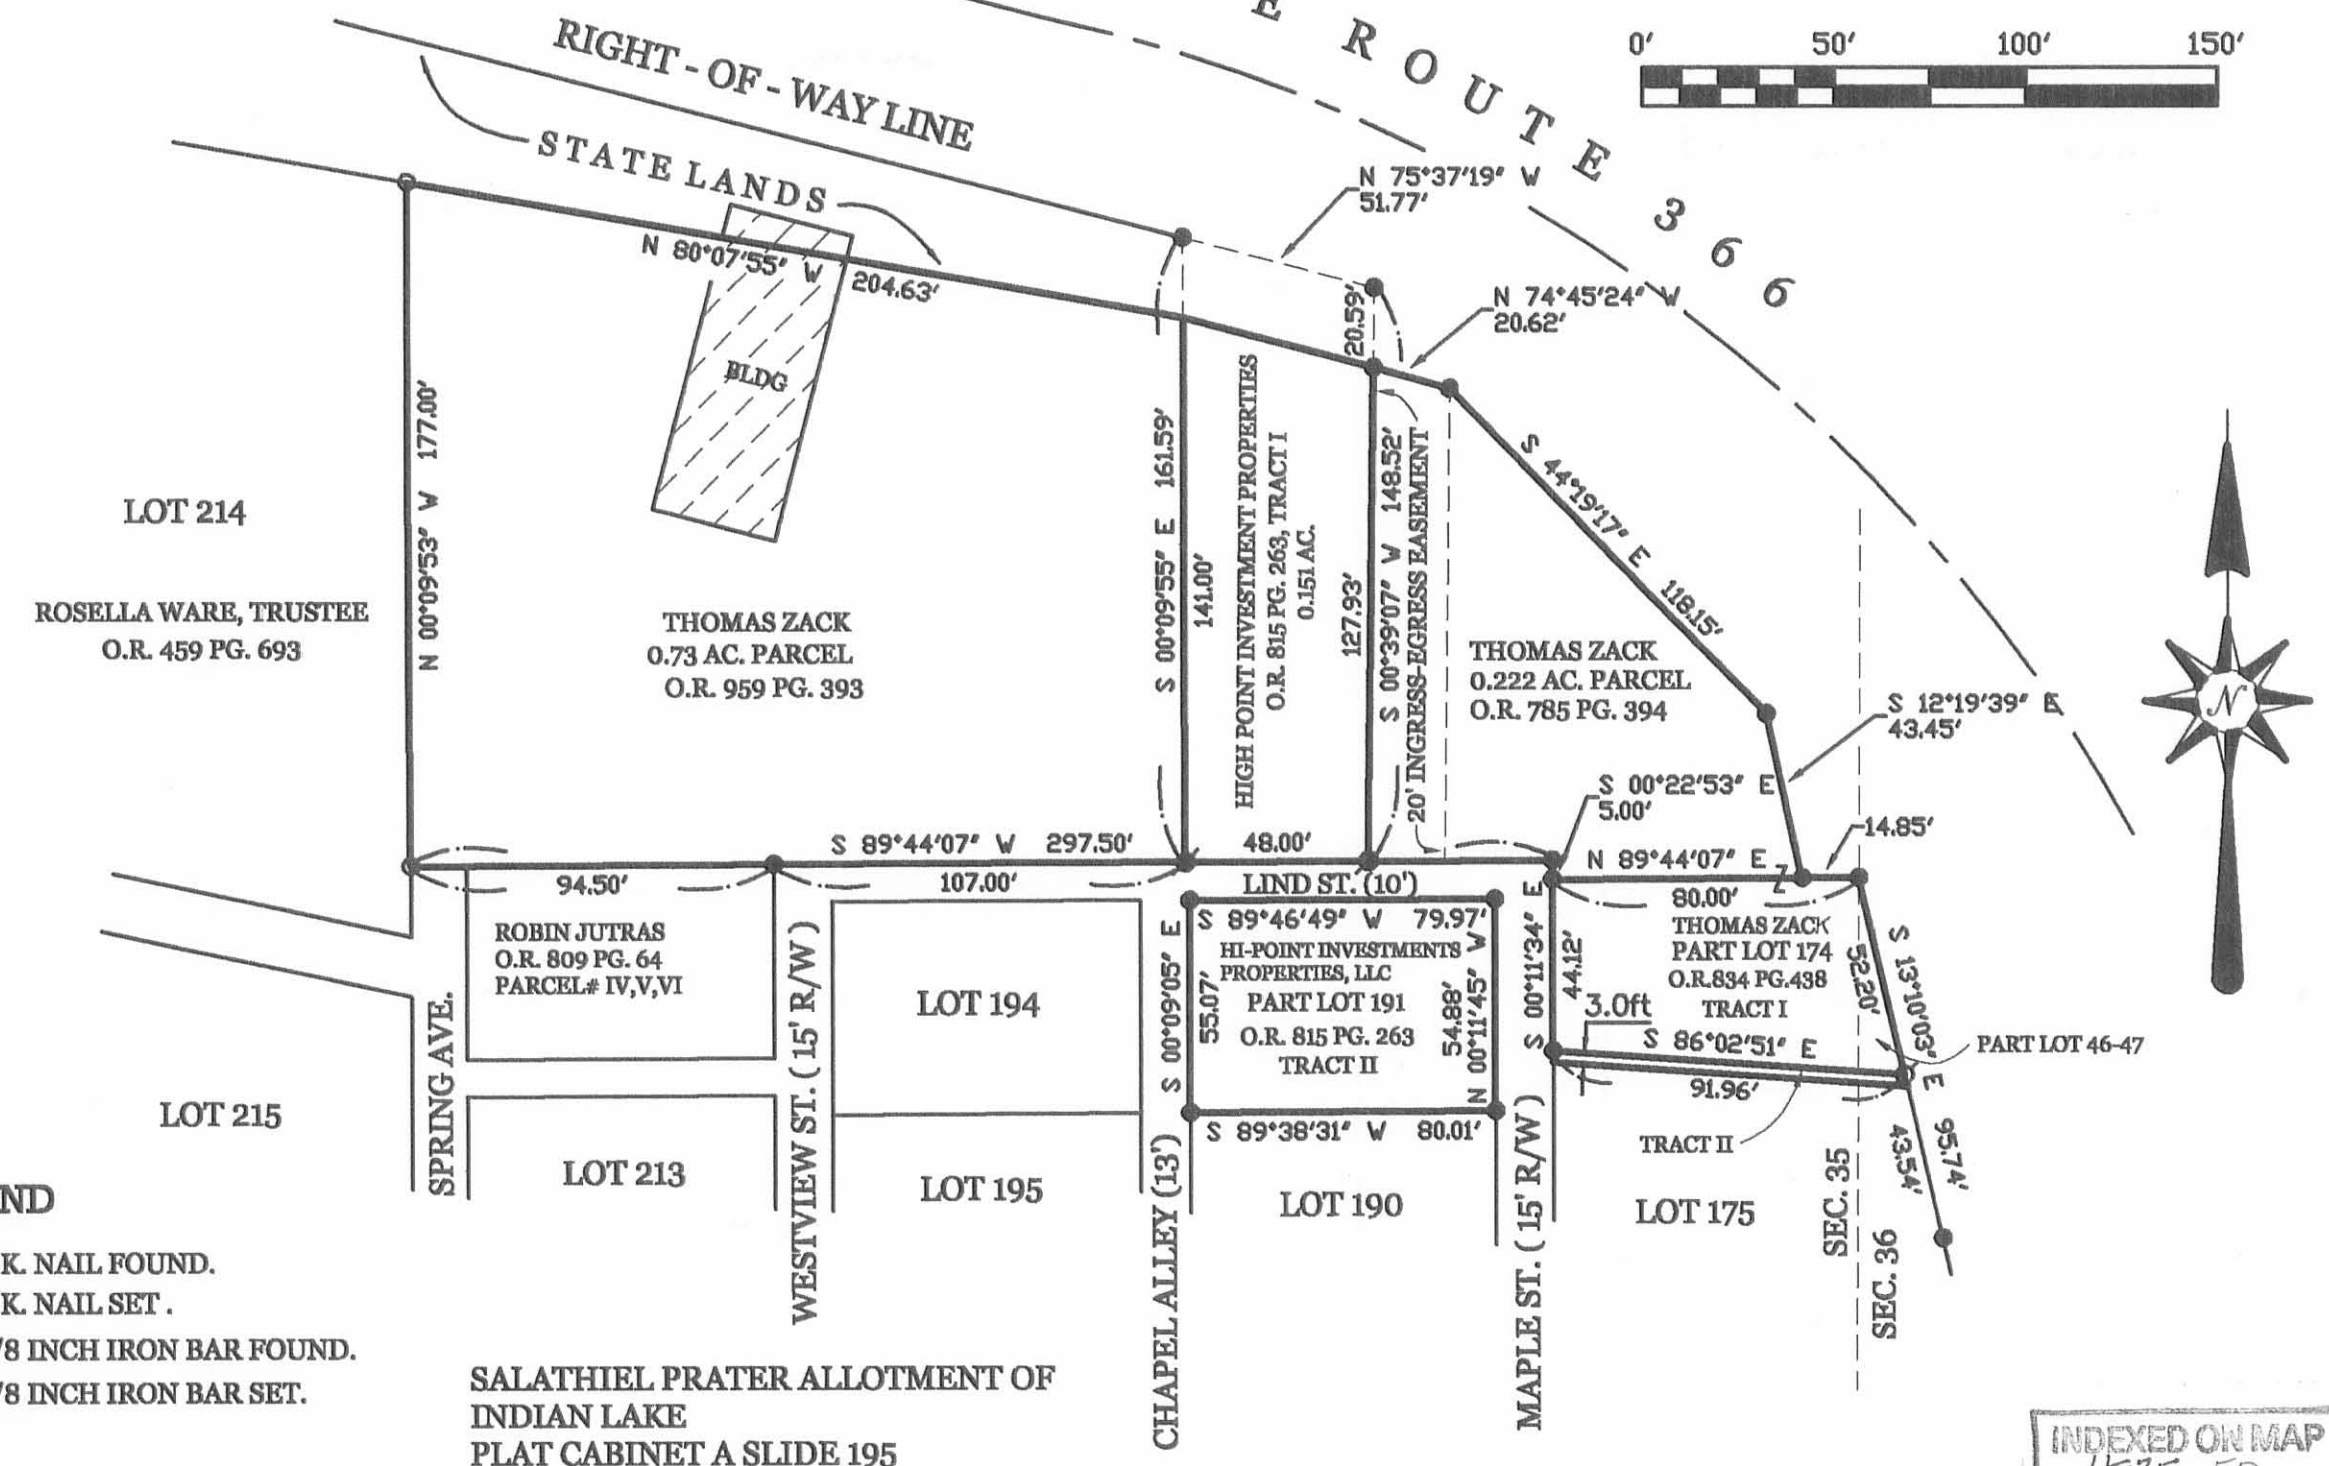 E ROUTE 366
0' 50' 100' 150'
RIGHT - OF - WAY LINE
STATE LANDS
N 75°37'19" W
51.77'
N 80°07'55" W 204.63'
20.59'
N 74°45'24" W
20.62'
BLDG
N 00°09'53" W 177.00'
LOT 214
ROSELLA WARE, TRUSTEE
O.R. 459 PG. 693
THOMAS ZACK
0.73 AC. PARCEL
O.R. 959 PG. 393
S 00°09'55" E 161.59'
141.00'
HIGH POINT INVESTMENT PROPERTIES
O.R. 815 PG. 263, TRACT I
0.151 AC.
127.93'
S 00°39'07" W 148.52'
20' INGRESS-EGRESS EASEMENT
S 44°19'17" E 118.15'
THOMAS ZACK
0.222 AC. PARCEL
O.R. 785 PG. 394
S 12°19'39" E
43.45'
N
S 00°22'53" E
5.00'
14.85'
S 89°44'07" W 297.50'
48.00'
N 89°44'07" E
94.50'
107.00'
LIND ST. (10')
80.00'
ROBIN JUTRAS
O.R. 809 PG. 64
PARCEL# IV,V,VI
WESTVIEW ST. ( 15' R/W )
LOT 194
S 00°09'05" E
55.07'
S 89°46'49" W 79.97'
HI-POINT INVESTMENTS
PROPERTIES, LLC
PART LOT 191
O.R. 815 PG. 263
TRACT II
54.88'
N 00°11'45" W
S 00°11'34" E
44.12'
THOMAS ZACK
PART LOT 174
O.R.834 PG.438
TRACT I
52.20'
S 13°10'03" E 95.74'
3.0ft
S 86°02'51" E
91.96'
PART LOT 46-47
TRACT II
43.54'
SPRING AVE.
LOT 215
LOT 213
LOT 195
CHAPEL ALLEY (13')
S 89°38'31" W 80.01'
LOT 190
MAPLE ST. ( 15' R/W )
LOT 175
SEC. 35
SEC. 36
ND
K. NAIL FOUND.
K. NAIL SET .
/8 INCH IRON BAR FOUND.
/8 INCH IRON BAR SET.
SALATHIEL PRATER ALLOTMENT OF
INDIAN LAKE
PLAT CABINET A SLIDE 195
INDEXED ON MAP